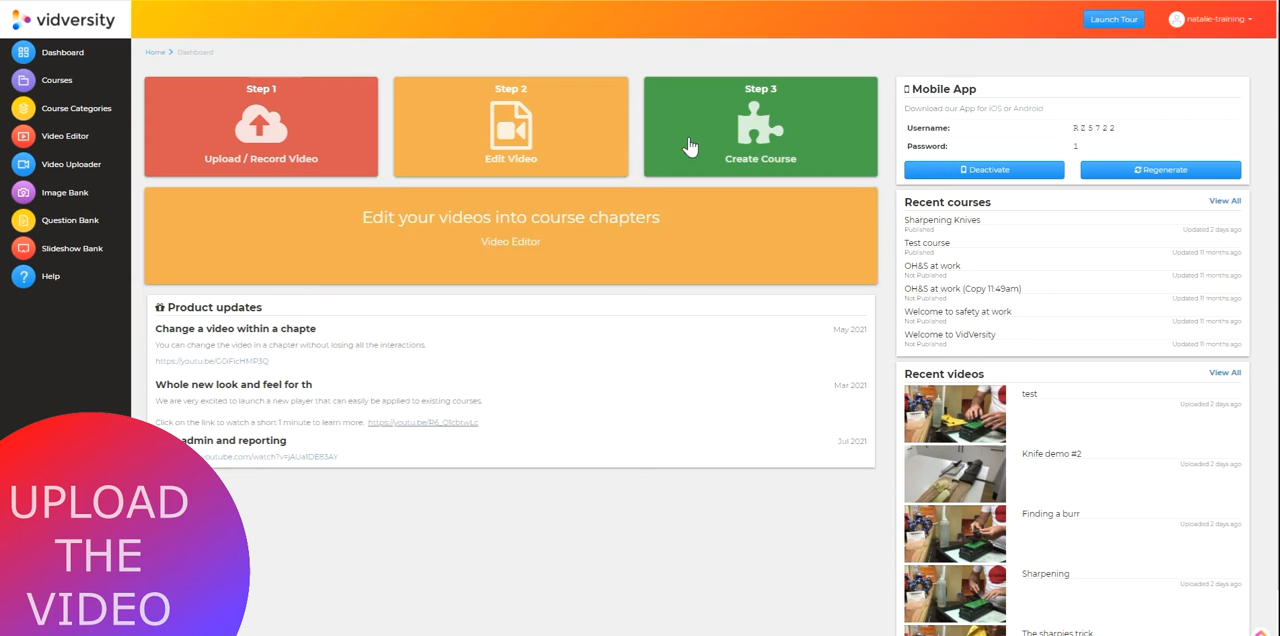 vidversity
Launch Tour
natalie-training
Dashboard
Courses
Course Categories
Video Editor
Video Uploader
Image Bank
Question Bank
Slideshow Bank
Help
Home > Dashboard
Step 1
Upload / Record Video
Step 2
Edit Video
Step 3
Create Course
Edit your videos into course chapters
Video Editor
Product updates
Change a video within a chapte
May 2021
You can change the video in a chapter without losing all the interactions.
Whole new look and feel for th
Mar 2021
We are very excited to launch a new player that can easily be applied to existing courses.
Click on the link to watch a short 1 minute to learn more.
admin and reporting
Jul 2021
Mobile App
Download our App for iOS or Android
Username: RZ5722
Password: 1
Deactivate
Regenerate
Recent courses
View All
Sharpening Knives
Published
Updated 2 days ago
Test course
Published
Updated 11 months ago
OH&S at work
Not Published
Updated 11 months ago
OH&S at work (Copy 11:49am)
Not Published
Updated 11 months ago
Welcome to safety at work
Not Published
Updated 11 months ago
Welcome to VidVersity
Not Published
Updated 11 months ago
Recent videos
View All
test
Uploaded 2 days ago
Knife demo #2
Uploaded 2 days ago
Finding a burr
Uploaded 2 days ago
Sharpening
Uploaded 2 days ago
The sharpies trick
UPLOAD
THE
VIDEO